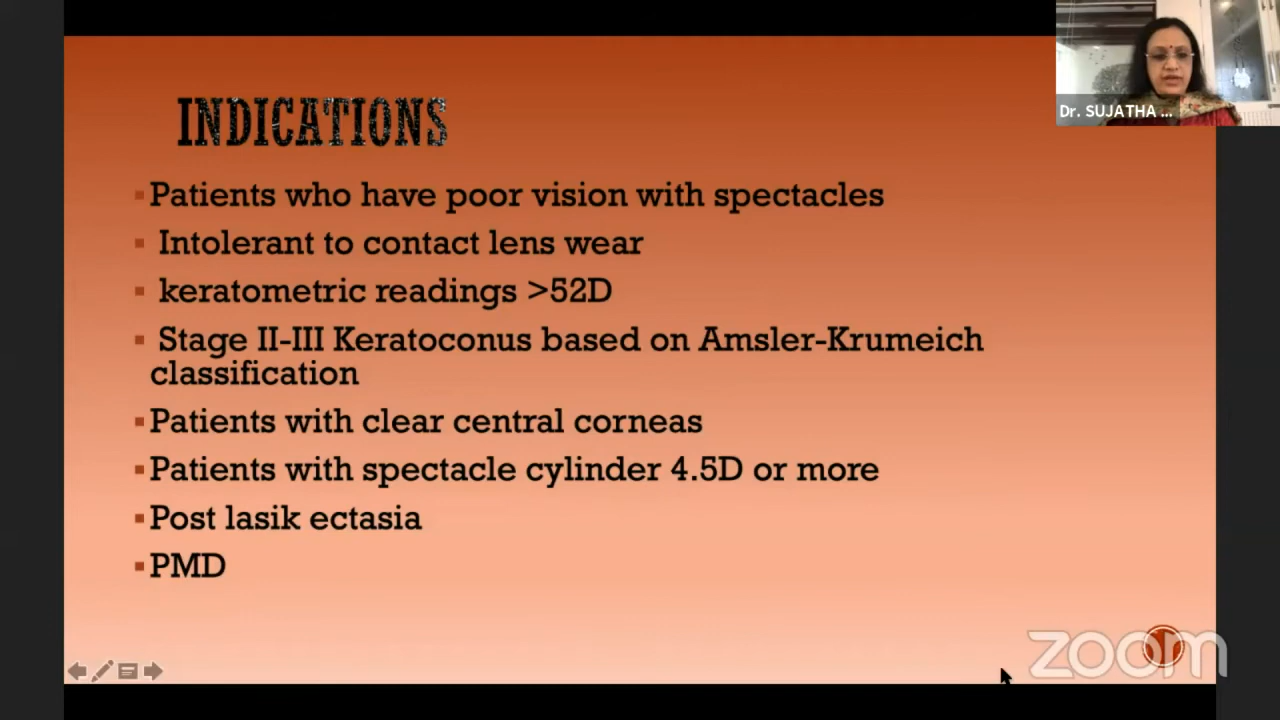 Dr. SUJATHA ...
INDICATIONS
Patients who have poor vision with spectacles
Intolerant to contact lens wear
keratometric readings >52D
Stage II-III Keratoconus based on Amsler-Krumeich
classification
Patients with clear central corneas
Patients with spectacle cylinder 4.5D or more
Post lasik ectasia
PMD
zoom